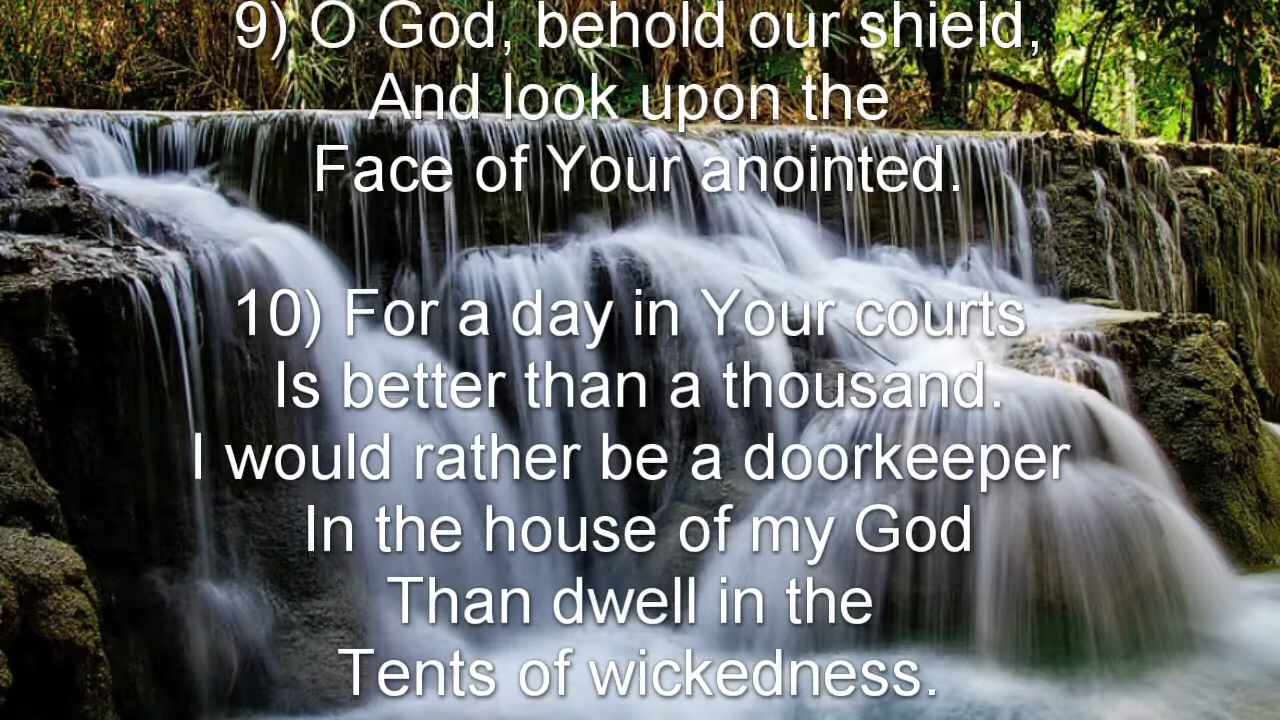 9) O God, behold our shield,
And look upon the
Face of Your anointed.
10) For a day in Your courts
Is better than a thousand.
I would rather be a doorkeeper
In the house of my God
Than dwell in the
Tents of wickedness.